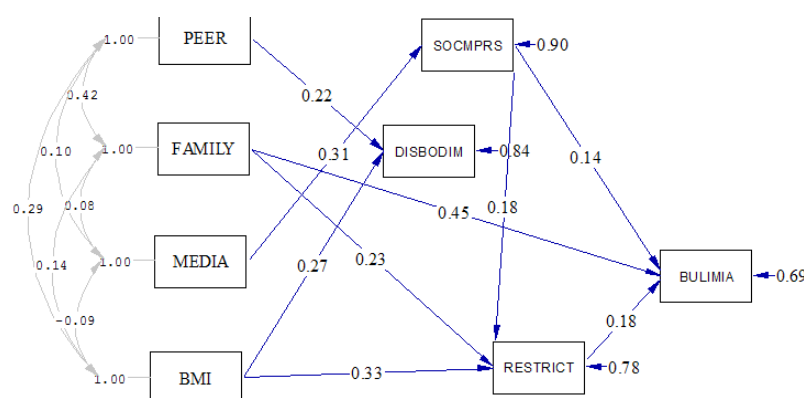 1.00
PEER
SOCMPRS
0.90
0.42
0.22
1.00
FAMILY
DISBODIM
0.84
0.10
0.31
0.14
0.29
0.08
0.45
0.18
1.00
MEDIA
0.14
0.27
0.23
BULIMIA
0.69
-0.09
0.18
1.00
BMI
0.33
RESTRICT
0.78